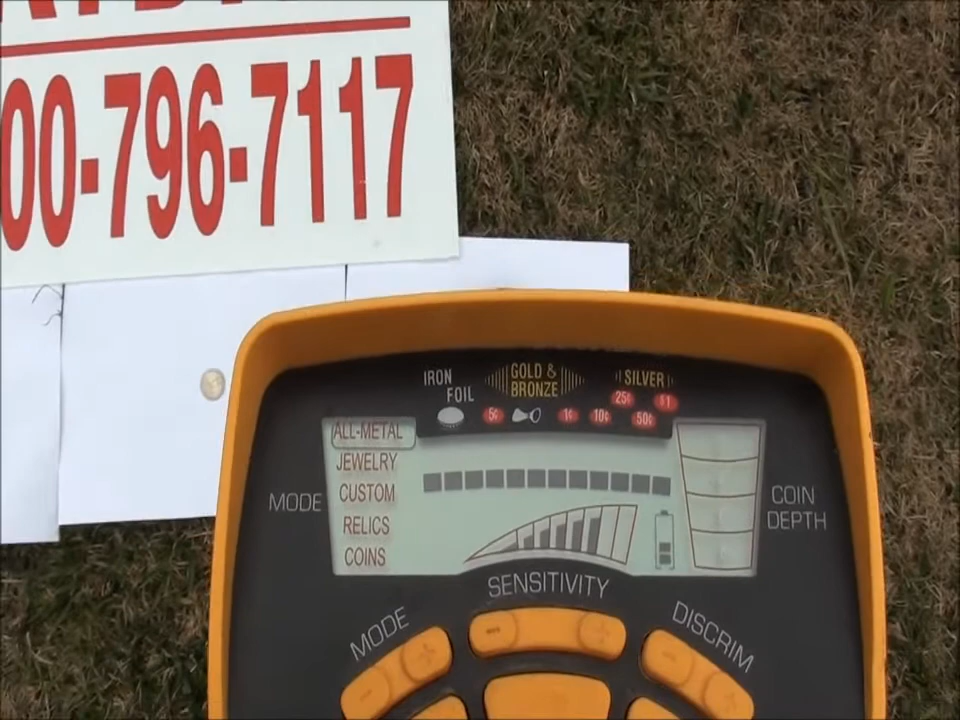 00-796-7117
IRON
FOIL
GOLD &
BRONZE
SILVER
5¢
1¢
10¢
25¢
50¢
$1
ALL-METAL
JEWELRY
CUSTOM
RELICS
COINS
MODE
COIN
DEPTH
SENSITIVITY
MODE
DISCRIM
- +
- +
- +